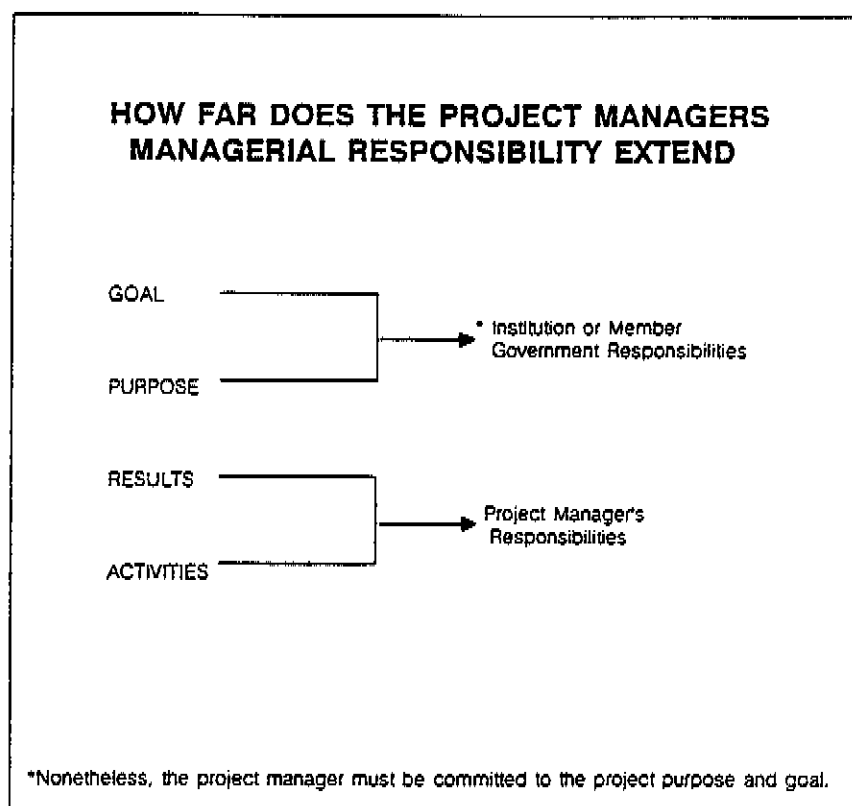 HOW FAR DOES THE PROJECT MANAGERS
MANAGERIAL RESPONSIBILITY EXTEND
GOAL
* Institution or Member
Government Responsibilities
PURPOSE
RESULTS
Project Manager's
Responsibilities
ACTIVITIES
*Nonetheless, the project manager must be committed to the project purpose and goal.